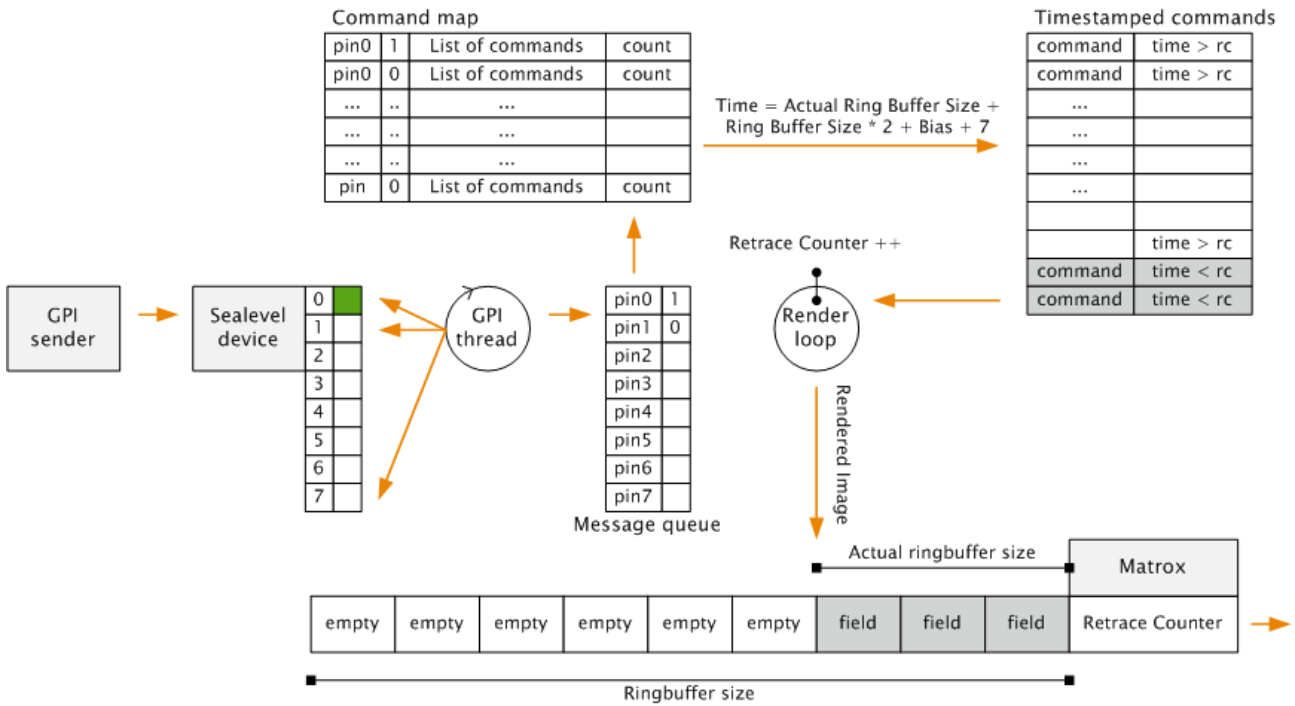 Command map
pin0 1 List of commands count
pin0 0 List of commands count
... .. ...
... .. ...
... .. ...
pin 0 List of commands count
Time = Actual Ring Buffer Size +
Ring Buffer Size * 2 + Bias + 7
Timestamped commands
command time > rc
command time > rc
...
...
...
...
time > rc
command time < rc
command time < rc
Retrace Counter ++
GPI
sender
Sealevel
device
0
1
2
3
4
5
6
7
GPI
thread
pin0 1
pin1 0
pin2
pin3
pin4
pin5
pin6
pin7
Message queue
Render
loop
Rendered Image
Actual ringbuffer size
Matrox
empty empty empty empty empty empty field field field Retrace Counter
Ringbuffer size